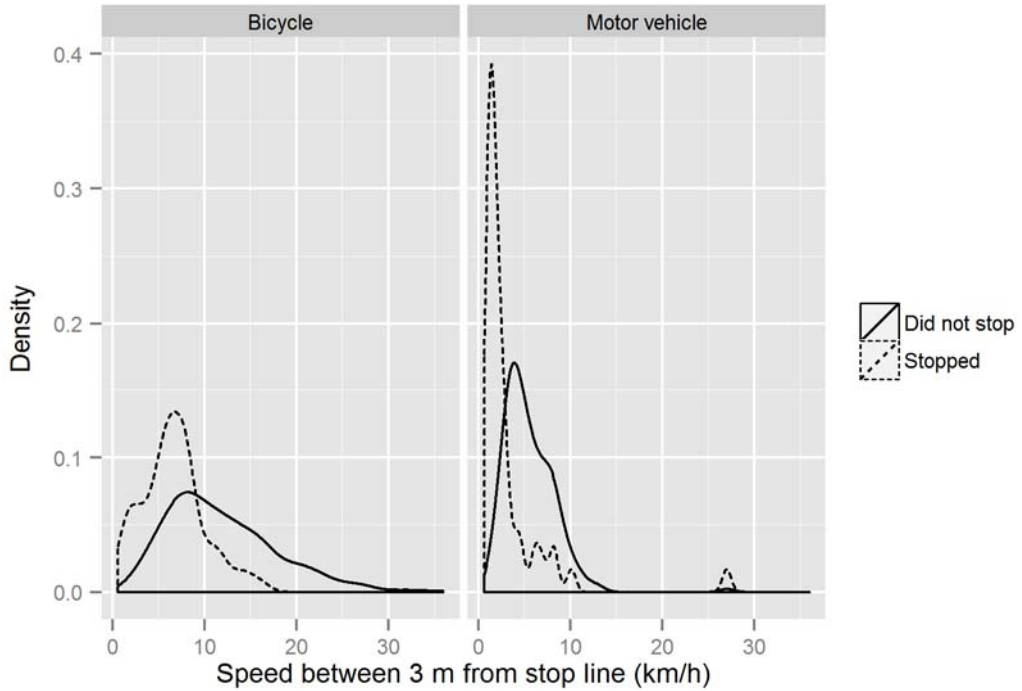 Bicycle
Motor vehicle
0.4
0.3
0.2
0.1
0.0
Density
0
10
20
30
0
10
20
30
Speed between 3 m from stop line (km/h)
Did not stop
Stopped